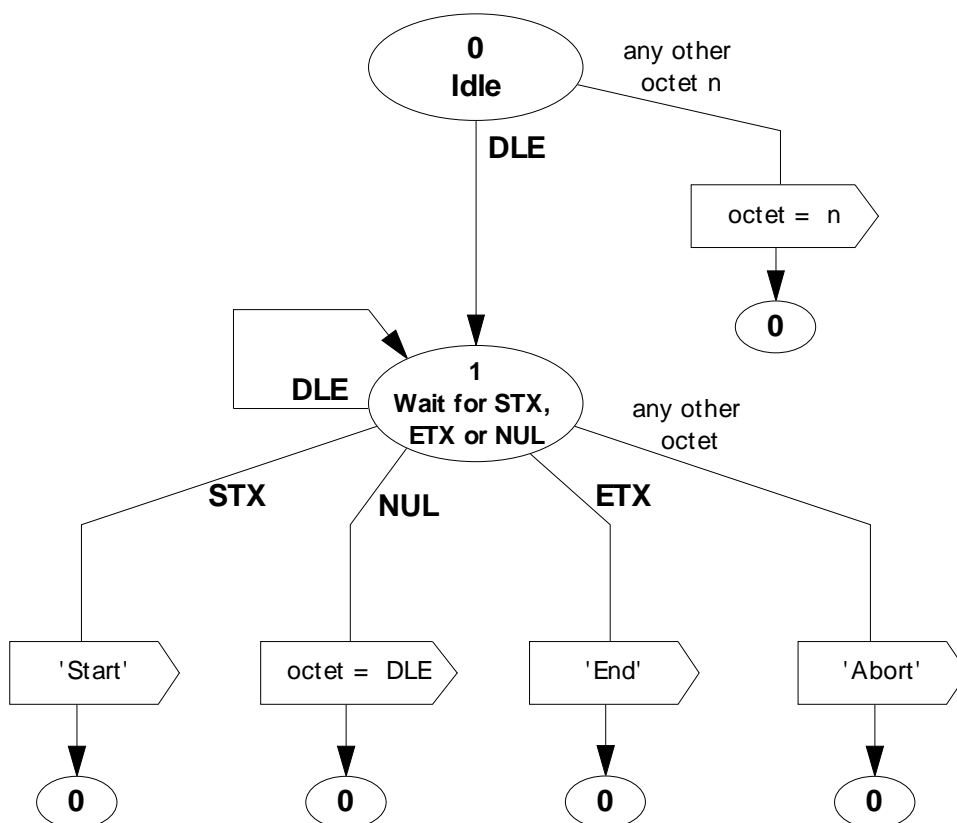 0
Idle
any other
octet n
DLE
octet = n
0
1
Wait for STX,
ETX or NUL
DLE
any other
octet
STX
NUL
ETX
'Start'
octet = DLE
'End'
'Abort'
0
0
0
0